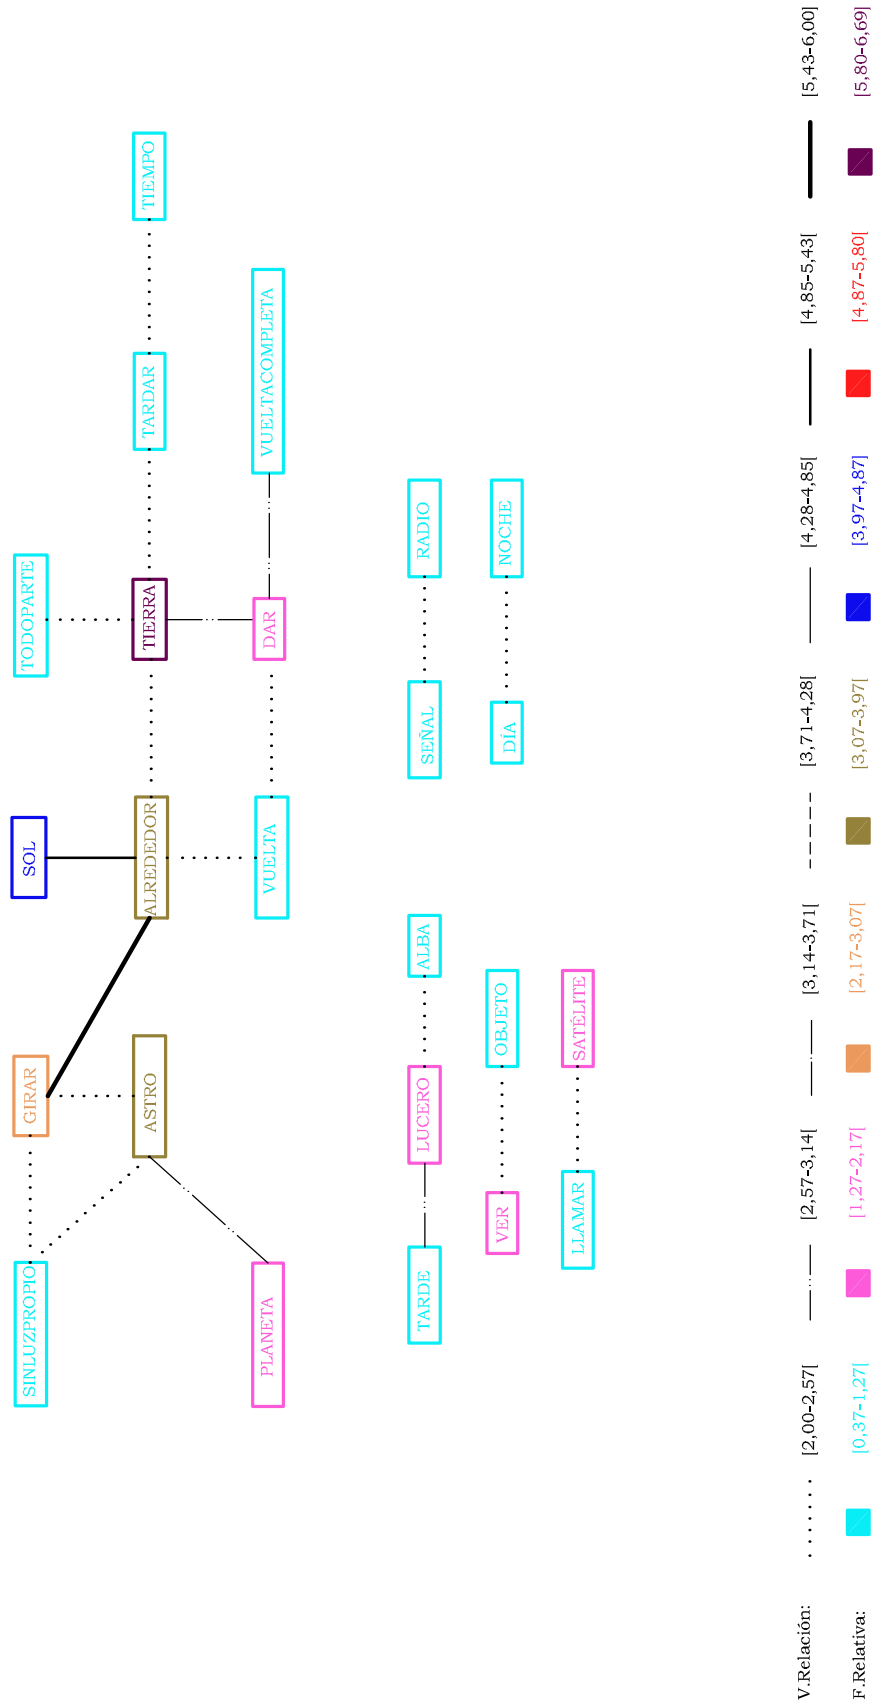 SINLUZPROPIO GIRAR SOL TODOPARTE
ASTRO ALREDEDOR TIERRA TARDAR TIEMPO
PLANETA VUELTA DAR VUELTACOMPLETA
TARDE LUCERO ALBA SEÑAL RADIO
VER OBJETO DÍA NOCHE
LLAMAR SATÉLITE
V.Relación: [2,00-2,57[ [2,57-3,14[ [3,14-3,71[ [3,71-4,28[ [4,28-4,85[ [4,85-5,43[ [5,43-6,00]
F.Relativa: [0,37-1,27[ [1,27-2,17[ [2,17-3,07[ [3,07-3,97[ [3,97-4,87[ [4,87-5,80[ [5,80-6,69]